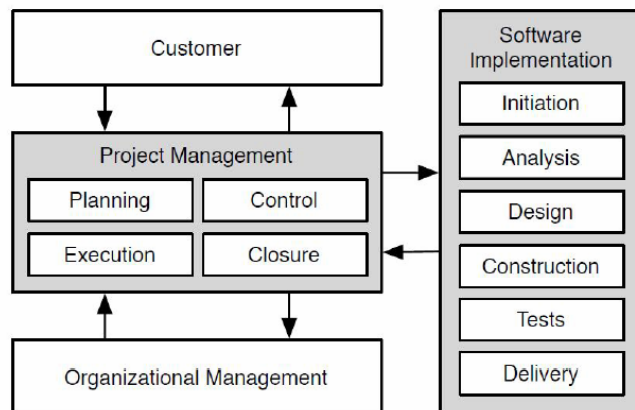 Customer
Project Management
Planning
Control
Execution
Closure
Organizational Management
Software
Implementation
Initiation
Analysis
Design
Construction
Tests
Delivery